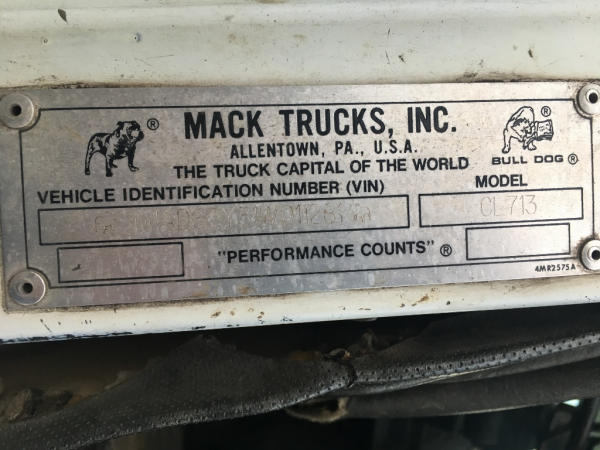 MACK TRUCKS, INC.
ALLENTOWN, PA., U.S.A.
THE TRUCK CAPITAL OF THE WORLD
BULL DOG ®
VEHICLE IDENTIFICATION NUMBER (VIN)
MODEL
CL713
"PERFORMANCE COUNTS" ®
4MR2575A